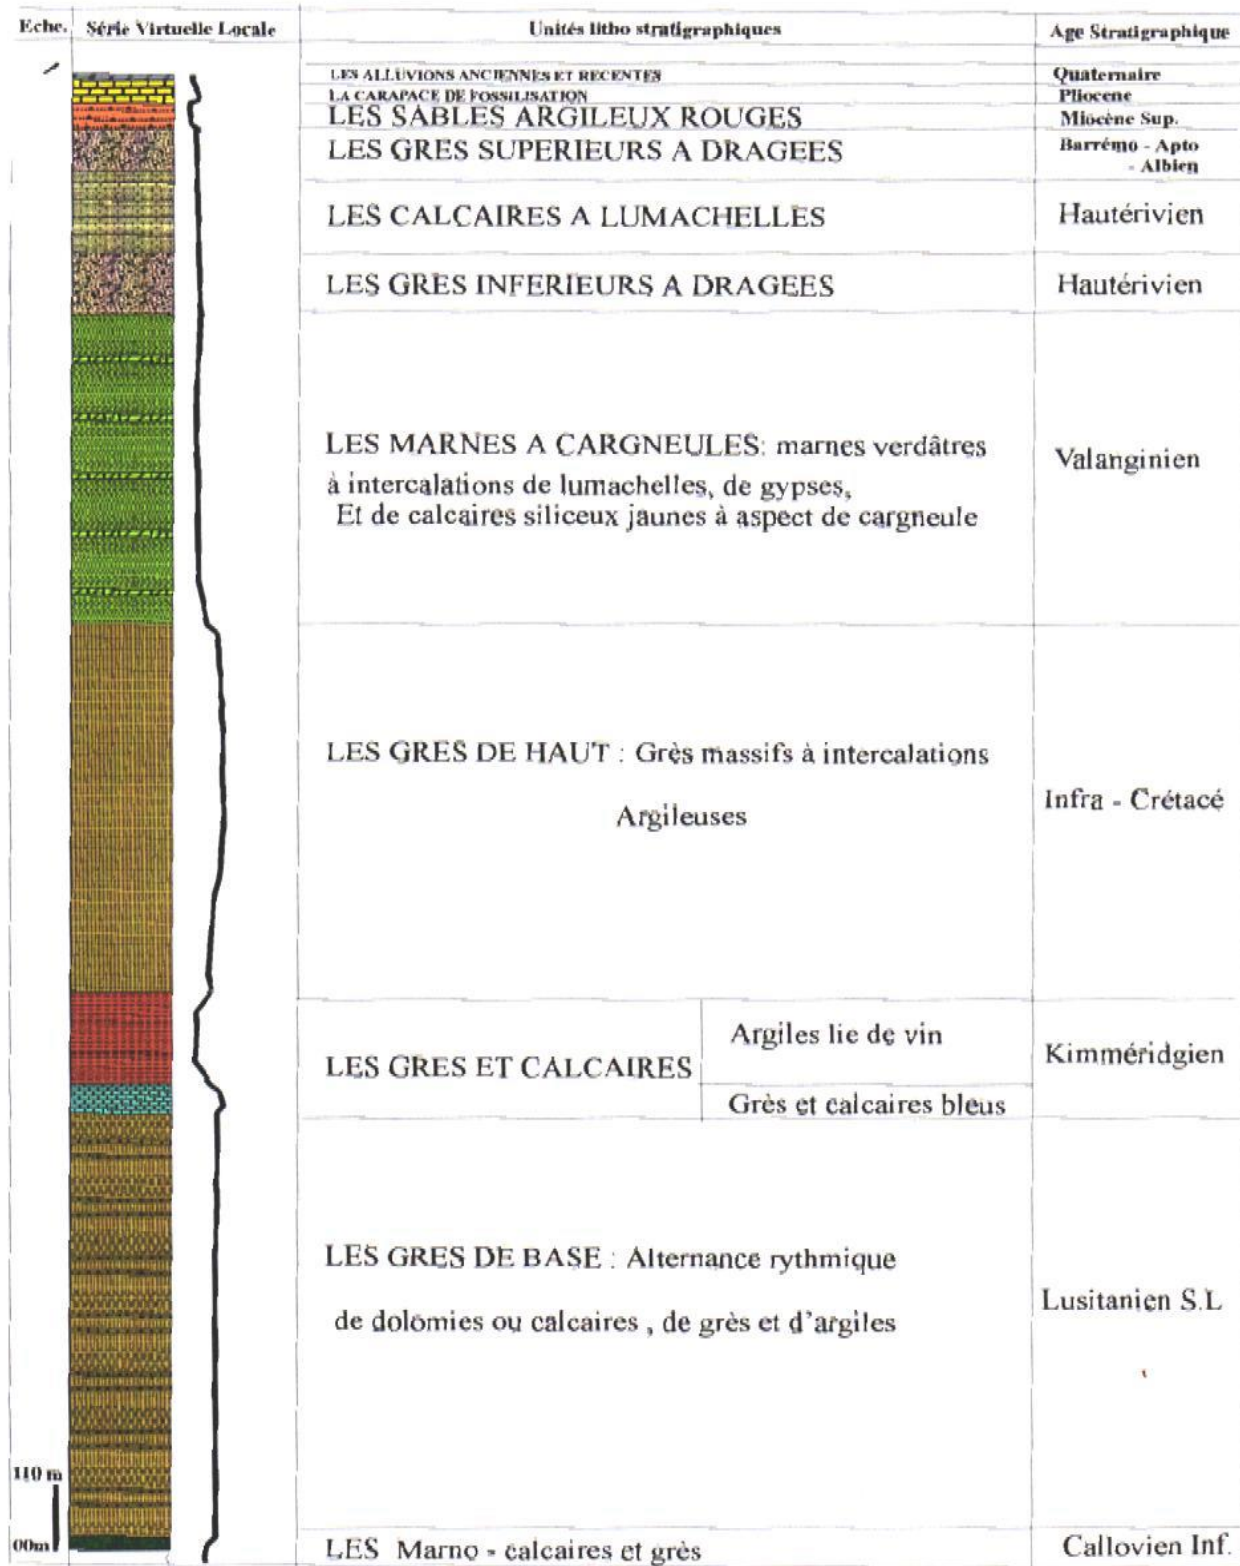 Eche. Série Virtuelle Locale Unités litho stratigraphiques Age Stratigraphique
LES ALLUVIONS ANCIENNES ET RECENTES Quaternaire
LA CARAPACE DE FOSSILISATION Pliocene
LES SABLES ARGILEUX ROUGES Miocène Sup.
LES GRES SUPERIEURS A DRAGEES Barrémo - Apto
- Albien
LES CALCAIRES A LUMACHELLES Hautérivien
LES GRES INFERIEURS A DRAGEES Hautérivien
LES MARNES A CARGNEULES: marnes verdâtres Valanginien
à intercalations de lumachelles, de gypses,
Et de calcaires siliceux jaunes à aspect de cargneule
LES GRES DE HAUT : Grès massifs à intercalations
Argileuses Infra - Crétacé
Argiles lie de vin
LES GRES ET CALCAIRES Kimméridgien
Grès et calcaires bleus
LES GRES DE BASE : Alternance rythmique
de dolomies ou calcaires , de grès et d'argiles Lusitanien S.L
110 m
00m LES Marno - calcaires et grès Callovien Inf.